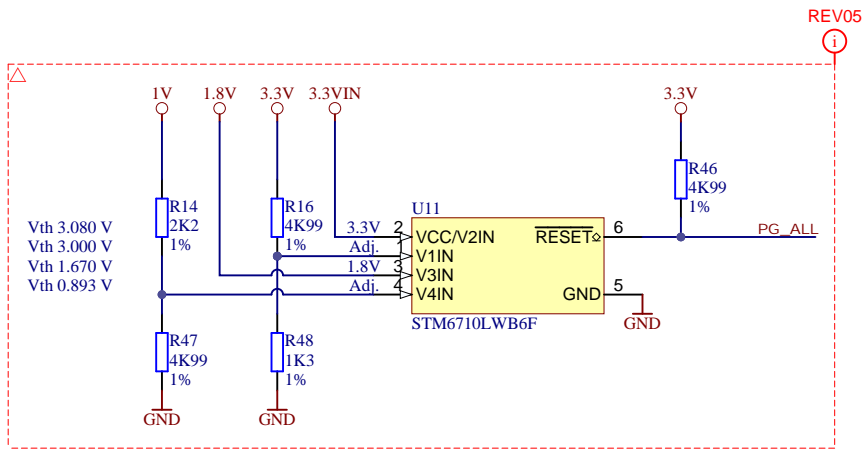 REV05
i
1V
1.8V
3.3V
3.3VIN
3.3V
R14
2K2
1%
R16
4K99
1%
R46
4K99
1%
Vth 3.080 V
Vth 3.000 V
Vth 1.670 V
Vth 0.893 V
U11
3.3V
2
VCC/V2IN
RESET
6
PG_ALL
Adj.
1
V1IN
1.8V
3
V3IN
Adj.
4
V4IN
GND
5
STM6710LWB6F
GND
R47
4K99
1%
R48
1K3
1%
GND
GND